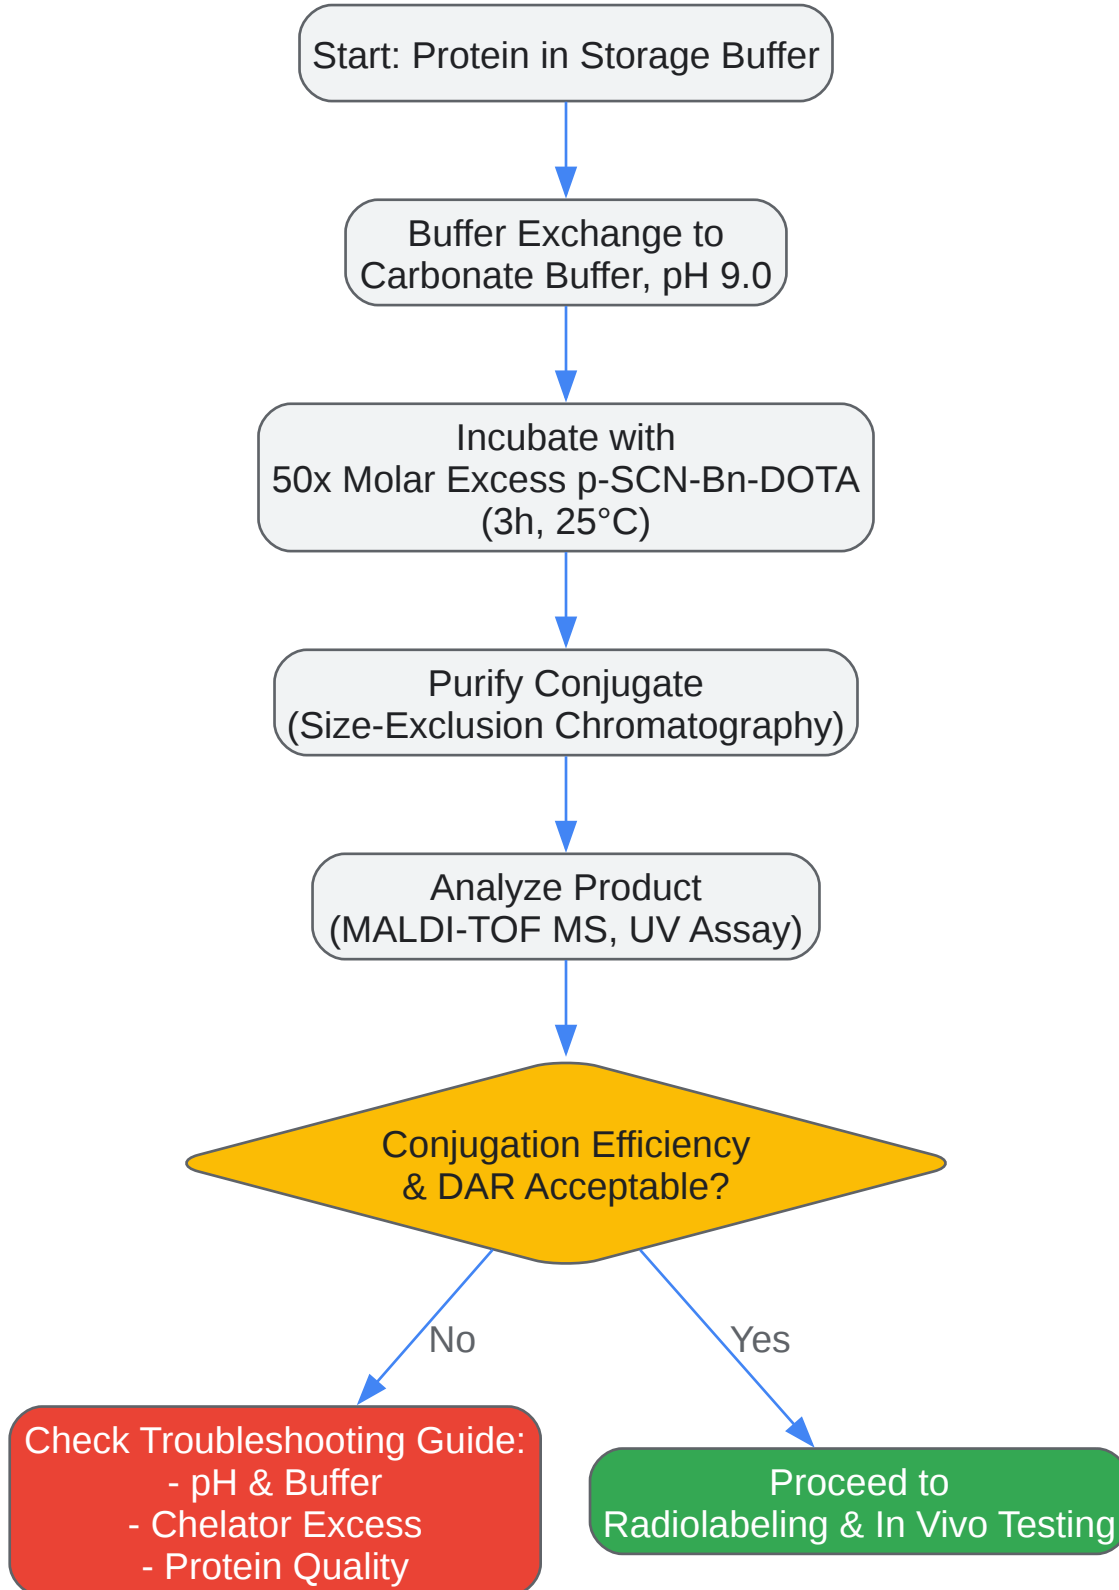 Start: Protein in Storage Buffer
Buffer Exchange to
Carbonate Buffer, pH 9.0
Incubate with
50x Molar Excess p-SCN-Bn-DOTA
(3h, 25°C)
Purify Conjugate
(Size-Exclusion Chromatography)
Analyze Product
(MALDI-TOF MS, UV Assay)
Conjugation Efficiency
& DAR Acceptable?
No
Yes
Check Troubleshooting Guide:
- pH & Buffer
- Chelator Excess
- Protein Quality
Proceed to
Radiolabeling & In Vivo Testing